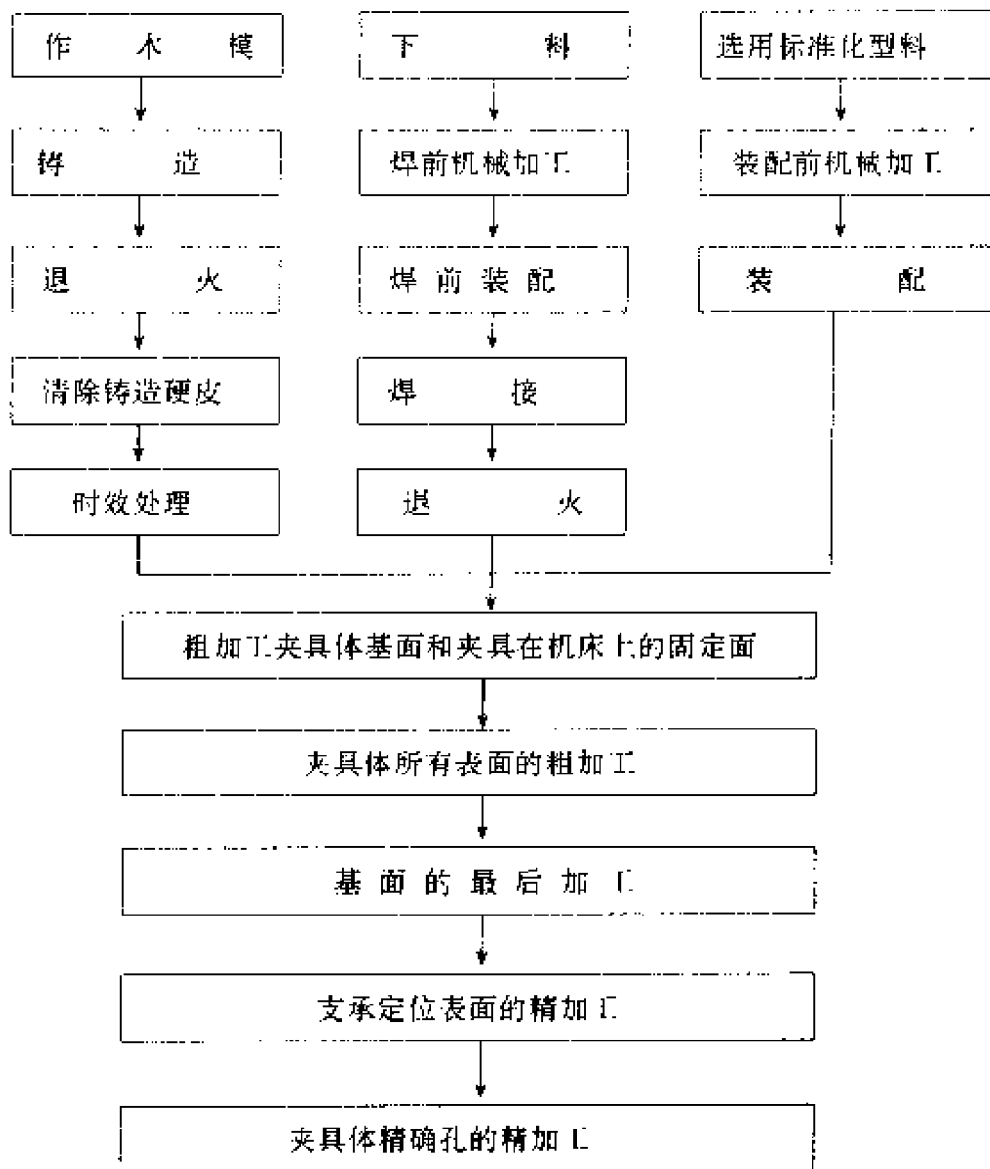 作木模
下料
选用标准化型料
铸造
焊前机械加工
装配前机械加工
退火
焊前装配
装配
清除铸造硬皮
焊接
时效处理
退火
粗加工夹具体基面和夹具在机床上的固定面
夹具体所有表面的粗加工
基面的最后加工
支承定位表面的精加工
夹具体精确孔的精加工